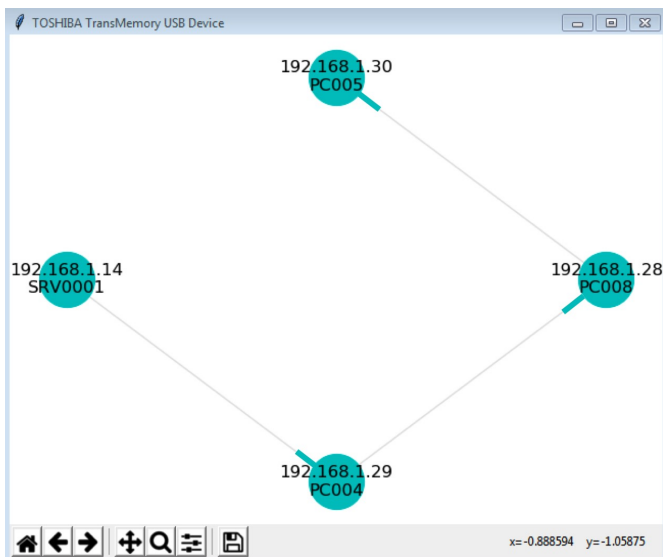 TOSHIBA TransMemory USB Device
192.168.1.30
PC005
192.168.1.14
SRV0001
192.168.1.28
PC008
192.168.1.29
PC004
x=-0.888594 y=-1.05875